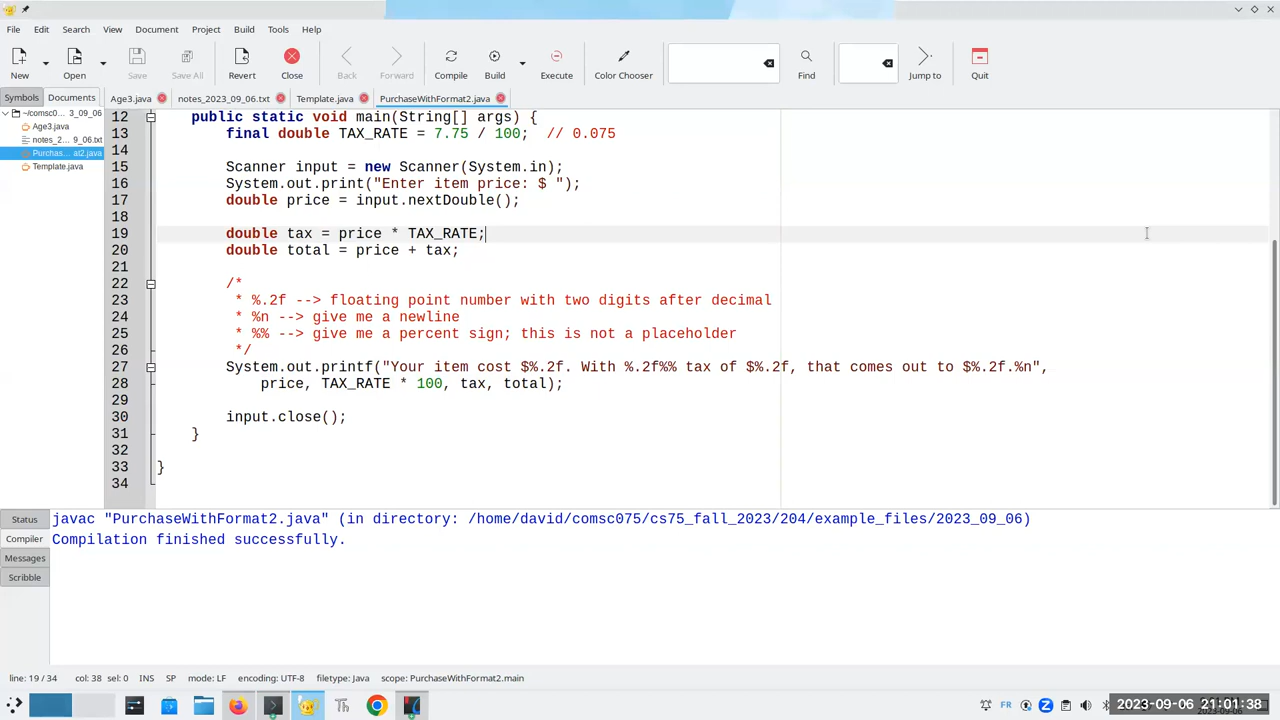 File Edit Search View Document Project Build Tools Help
New Open Save Save All Revert Close Back Forward Compile Build Execute Color Chooser Find Jump to Quit
Symbols Documents Age3.java notes_2023_09_06.txt Template.java PurchaseWithFormat2.java
~/comsc0... 3_09_06
Age3.java
notes_2... 9_06.txt
Purchas... at2.java
Template.java
12 public static void main(String[] args) {
13 final double TAX_RATE = 7.75 / 100; // 0.075
14
15 Scanner input = new Scanner(System.in);
16 System.out.print("Enter item price: $ ");
17 double price = input.nextDouble();
18
19 double tax = price * TAX_RATE;
20 double total = price + tax;
21
22 /*
23 * %.2f --> floating point number with two digits after decimal
24 * %n --> give me a newline
25 * %% --> give me a percent sign; this is not a placeholder
26 */
27 System.out.printf("Your item cost $%.2f. With %.2f%% tax of $%.2f, that comes out to $%.2f.%n",
28 price, TAX_RATE * 100, tax, total);
29
30 input.close();
31 }
32
33 }
34
Status
Compiler
Messages
Scribble
javac "PurchaseWithFormat2.java" (in directory: /home/david/comsc075/cs75_fall_2023/204/example_files/2023_09_06)
Compilation finished successfully.
line: 19 / 34 col: 38 sel: 0 INS SP mode: LF encoding: UTF-8 filetype: Java scope: PurchaseWithFormat2.main
FR 2023-09-06 21:01:38